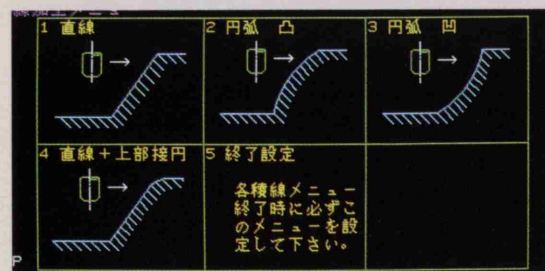 1 直線
2 円弧 凸
3 円弧 凹
4 直線＋上部接円
5 終了設定
各稜線メニュー
終了時に必ずこ
のメニューを設
定して下さい。
P